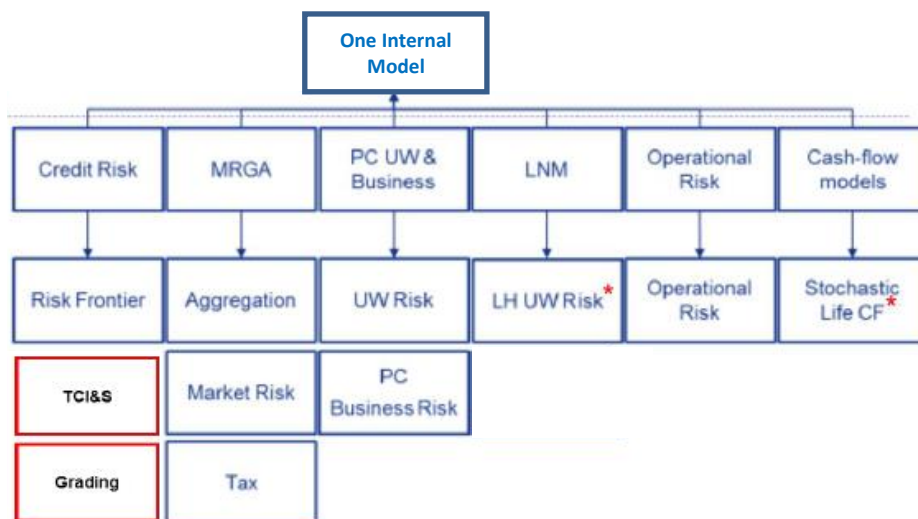 One Internal
Model
Credit Risk
MRGA
PC UW &
Business
LNM
Operational
Risk
Cash-flow
models
Risk Frontier
Aggregation
UW Risk
LH UW Risk*
Operational
Risk
Stochastic
Life CF*
TCI&S
Market Risk
PC
Business Risk
Grading
Tax